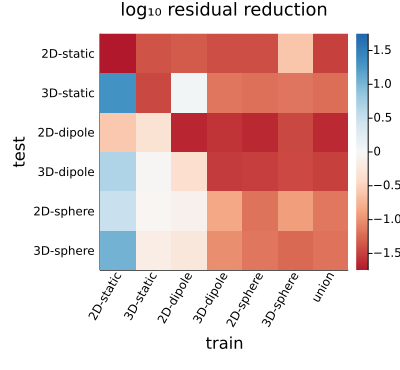 log₁₀ residual reduction
test
2D-static
3D-static
2D-dipole
3D-dipole
2D-sphere
3D-sphere
2D-static
3D-static
2D-dipole
3D-dipole
2D-sphere
3D-sphere
union
train
1.5
1.0
0.5
0
−0.5
−1.0
−1.5